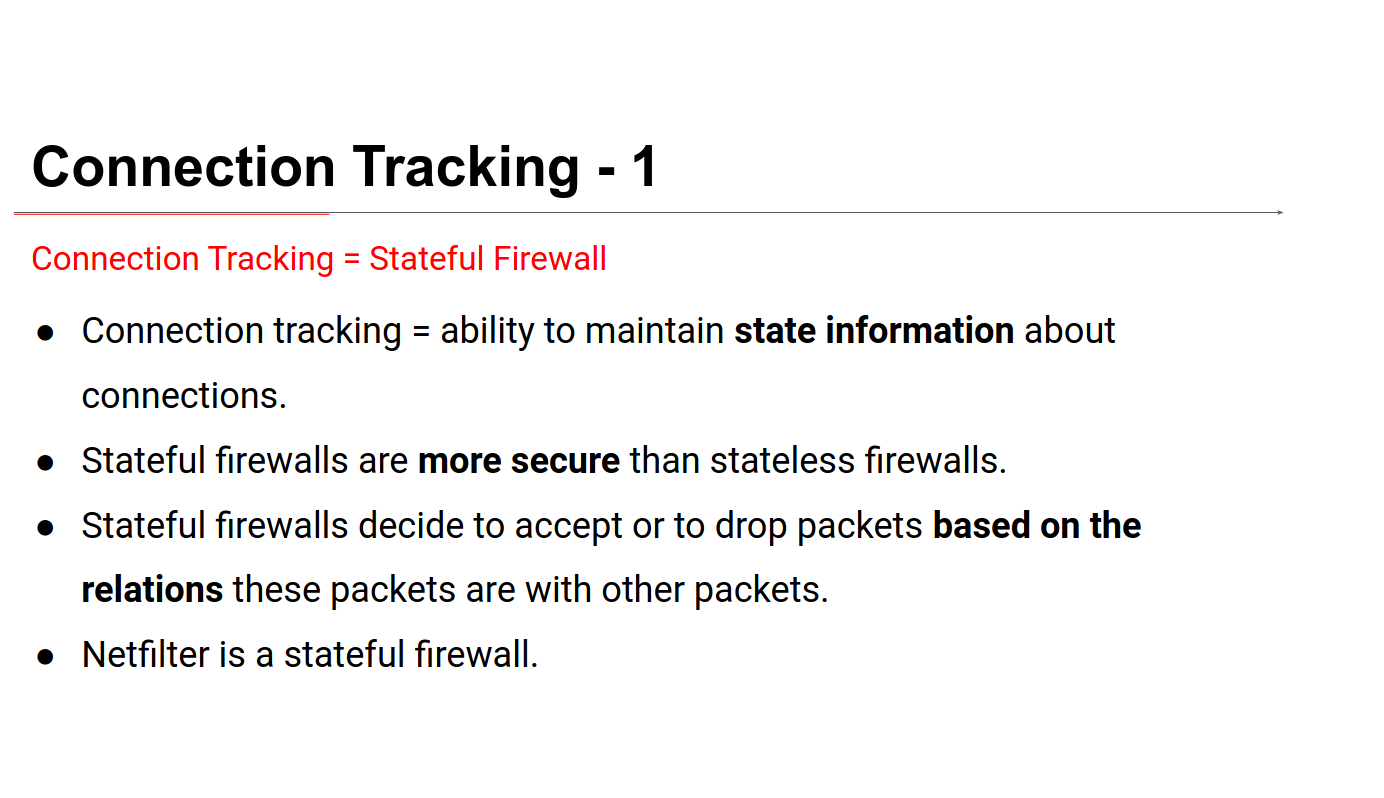 Connection Tracking - 1
Connection Tracking = Stateful Firewall
● Connection tracking = ability to maintain state information about
connections.
● Stateful firewalls are more secure than stateless firewalls.
● Stateful firewalls decide to accept or to drop packets based on the
relations these packets are with other packets.
● Netfilter is a stateful firewall.